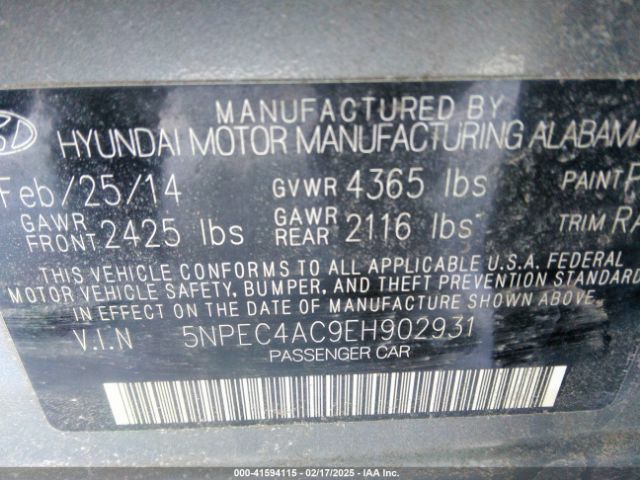 MANUFACTURED BY
HYUNDAI MOTOR MANUFACTURING ALABAMA
Feb/25/14 GVWR 4365 lbs PAINT
GAWR FRONT 2425 lbs GAWR REAR 2116 lbs TRIM
THIS VEHICLE CONFORMS TO ALL APPLICABLE U.S.A. FEDERAL
MOTOR VEHICLE SAFETY, BUMPER, AND THEFT PREVENTION STANDARD
IN EFFECT ON THE DATE OF MANUFACTURE SHOWN ABOVE.
V.I.N 5NPEC4AC9EH902931
PASSENGER CAR
000-41594115 - 02/17/2025 - IAA Inc.